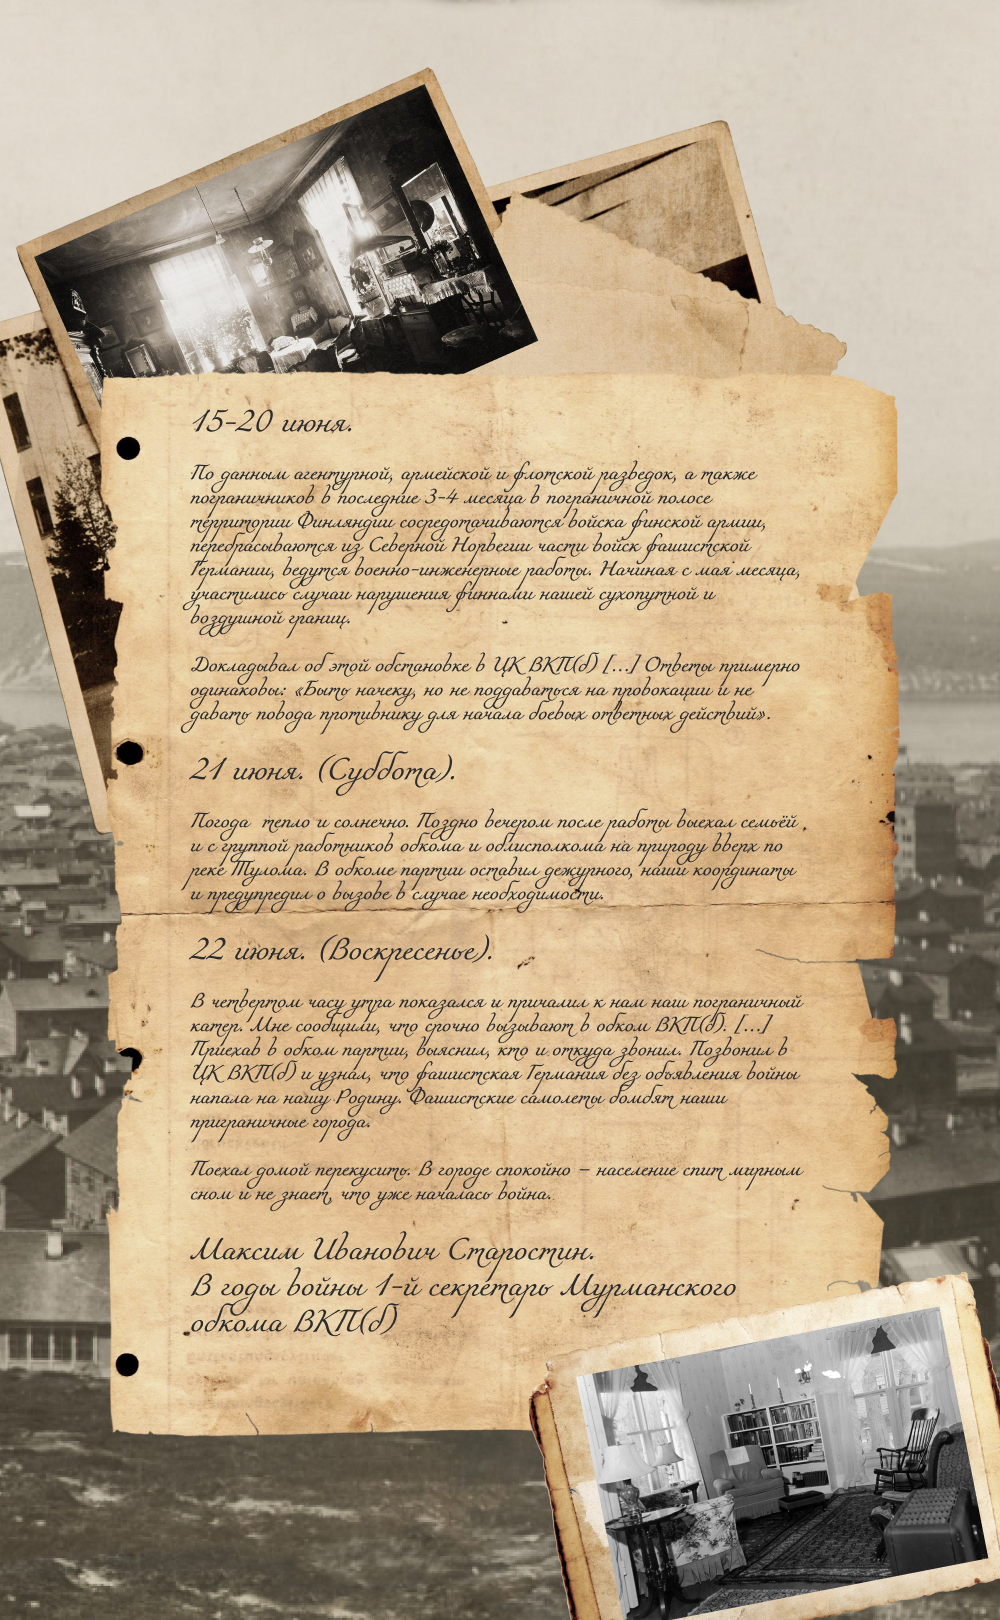 15-20 июня.
По данным агентурной, армейской и флотской разведок, а также
пограничников в последние 3-4 месяца в пограничной полосе
территории Финляндии сосредотачиваются войска финской армии,
перебрасываются из Северной Норвегии части войск фашистской
Германии, ведутся военно-инженерные работы. Начиная с мая месяца,
участились случаи нарушения финнами нашей сухопутной и
воздушной границ.
Докладывал об этой обстановке в ЦК ВКП(б) [...] Ответы примерно
одинаковы: «Быть начеку, но не поддаваться на провокации и не
давать повода противнику для начала боевых ответных действий».
21 июня. (Суббота).
Погода тепло и солнечно. Поздно вечером после работы выехал семьёй
и с группой работников обкома и облисполкома на природу вверх по
реке Тулома. В обкоме партии оставил дежурного, наши координаты
и предупредил о вызове в случае необходимости.
22 июня. (Воскресенье).
В четвертом часу утра показался и причалил к нам наш пограничный
катер. Мне сообщили, что срочно вызывают в обком ВКП(б). [...]
Приехав в обком партии, выяснил, кто и откуда звонил. Позвонил в
ЦК ВКП(б) и узнал, что фашистская Германия без объявления войны
напала на нашу Родину. Фашистские самолеты бомбят наши
приграничные города.
Поехал домой перекусить. В городе спокойно – население спит мирным
сном и не знает, что уже началась война.
Максим Иванович Старостин.
В годы войны 1-й секретарь Мурманского
обкома ВКП(б)